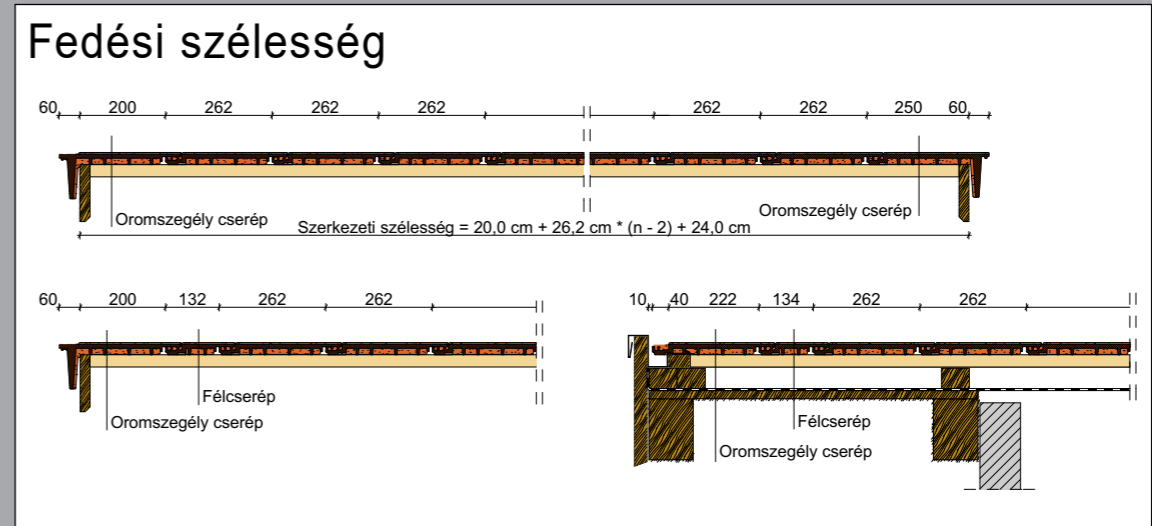 Fedési szélesség
60 200 262 262 262 262 262 250 60
Oromszegély cserép
Oromszegély cserép
Szerkezeti szélesség = 20,0 cm + 26,2 cm * (n - 2) + 24,0 cm
60 200 132 262 262
10 40 222 134 262 262
Félcserép
Oromszegély cserép
Félcserép
Oromszegély cserép